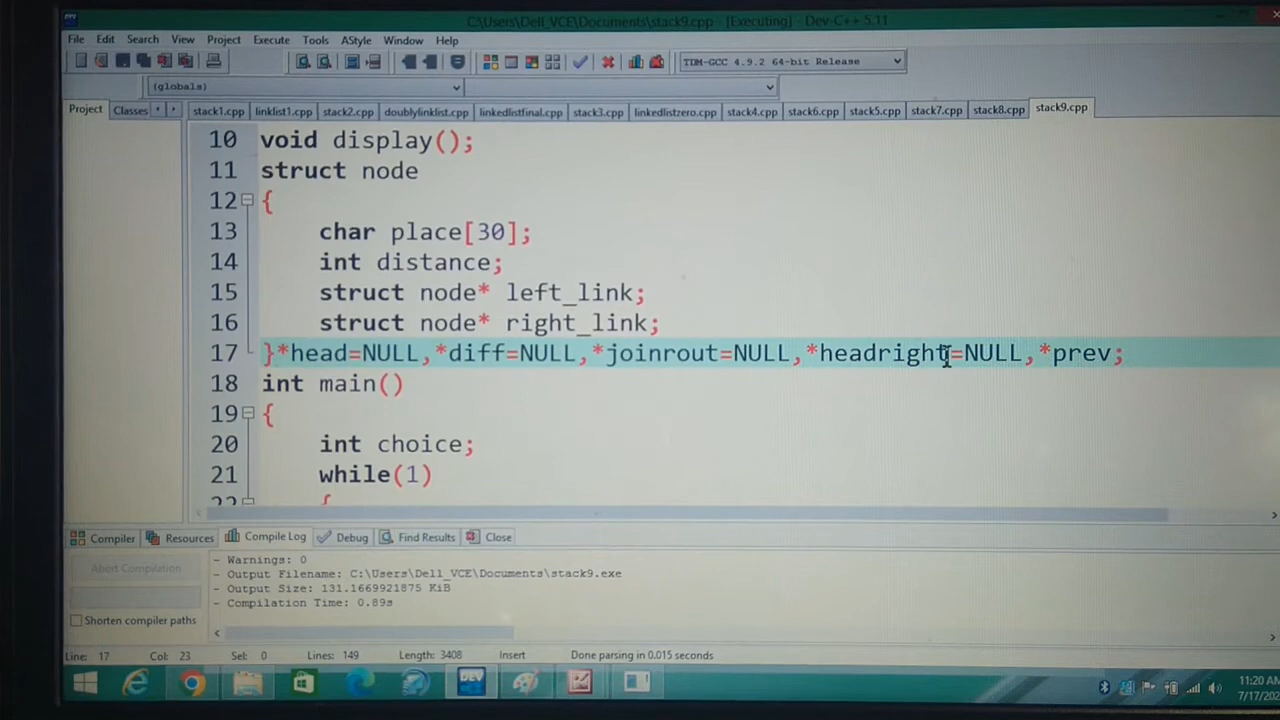 C:\Users\Dell_VCE\Documents\stack9.cpp - [Executing] - Dev-C++ 5.11
File Edit Search View Project Execute Tools AStyle Window Help
TDM-GCC 4.9.2 64-bit Release
(globals)
Project Classes stack1.cpp linklist1.cpp stack2.cpp doublylinklist.cpp linkedlistfinal.cpp stack3.cpp linkedlistzero.cpp stack4.cpp stack6.cpp stack5.cpp stack7.cpp stack8.cpp stack9.cpp
10 void display();
11 struct node
12 {
13 char place[30];
14 int distance;
15 struct node* left_link;
16 struct node* right_link;
17 }*head=NULL,*diff=NULL,*joinrout=NULL,*headright=NULL,*prev;
18 int main()
19 {
20 int choice;
21 while(1)
22 {
Compiler Resources Compile Log Debug Find Results Close
Abort Compilation
Shorten compiler paths
- Warnings: 0
- Output Filename: C:\Users\Dell_VCE\Documents\stack9.exe
- Output Size: 131.1669921875 KiB
- Compilation Time: 0.89s
Line: 17 Col: 23 Sel: 0 Lines: 149 Length: 3408 Insert Done parsing in 0.015 seconds
DEV
11:20 AM
7/17/20